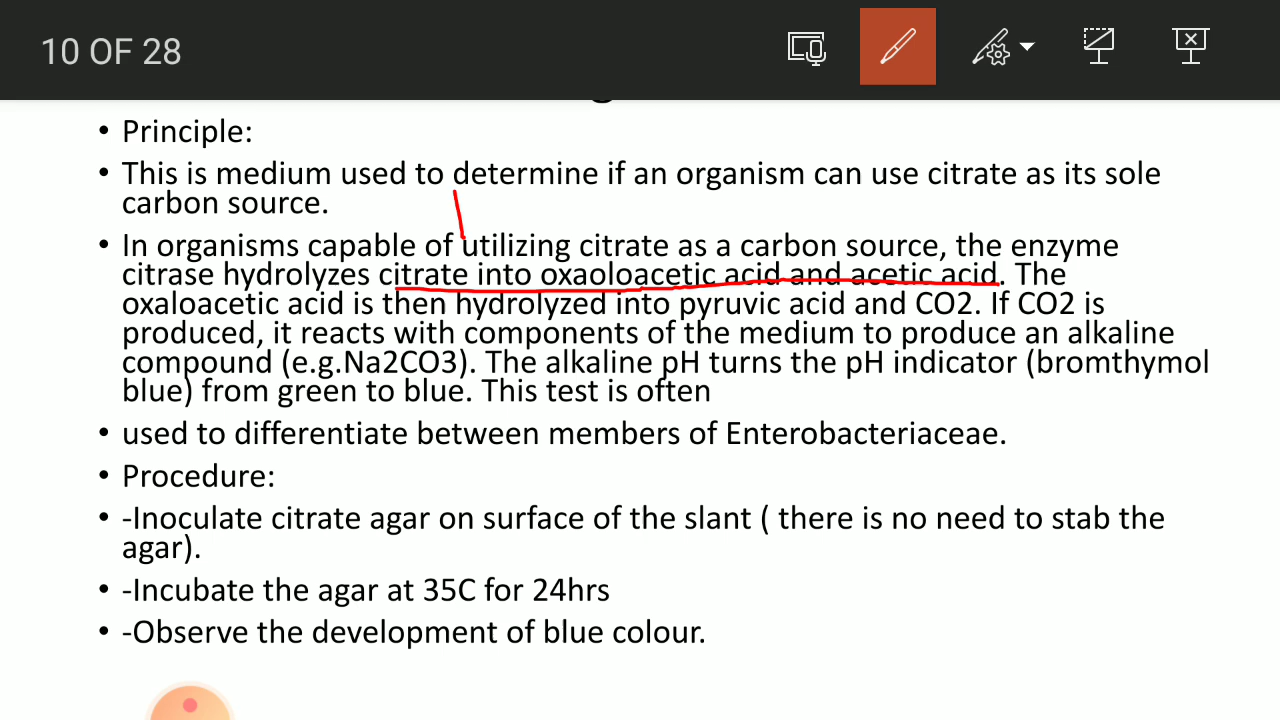 10 OF 28
• Principle:
• This is medium used to determine if an organism can use citrate as its sole
carbon source.
• In organisms capable of utilizing citrate as a carbon source, the enzyme
citrase hydrolyzes citrate into oxaoloacetic acid and acetic acid. The
oxaloacetic acid is then hydrolyzed into pyruvic acid and CO2. If CO2 is
produced, it reacts with components of the medium to produce an alkaline
compound (e.g.Na2CO3). The alkaline pH turns the pH indicator (bromthymol
blue) from green to blue. This test is often
• used to differentiate between members of Enterobacteriaceae.
• Procedure:
• -Inoculate citrate agar on surface of the slant ( there is no need to stab the
agar).
• -Incubate the agar at 35C for 24hrs
• -Observe the development of blue colour.